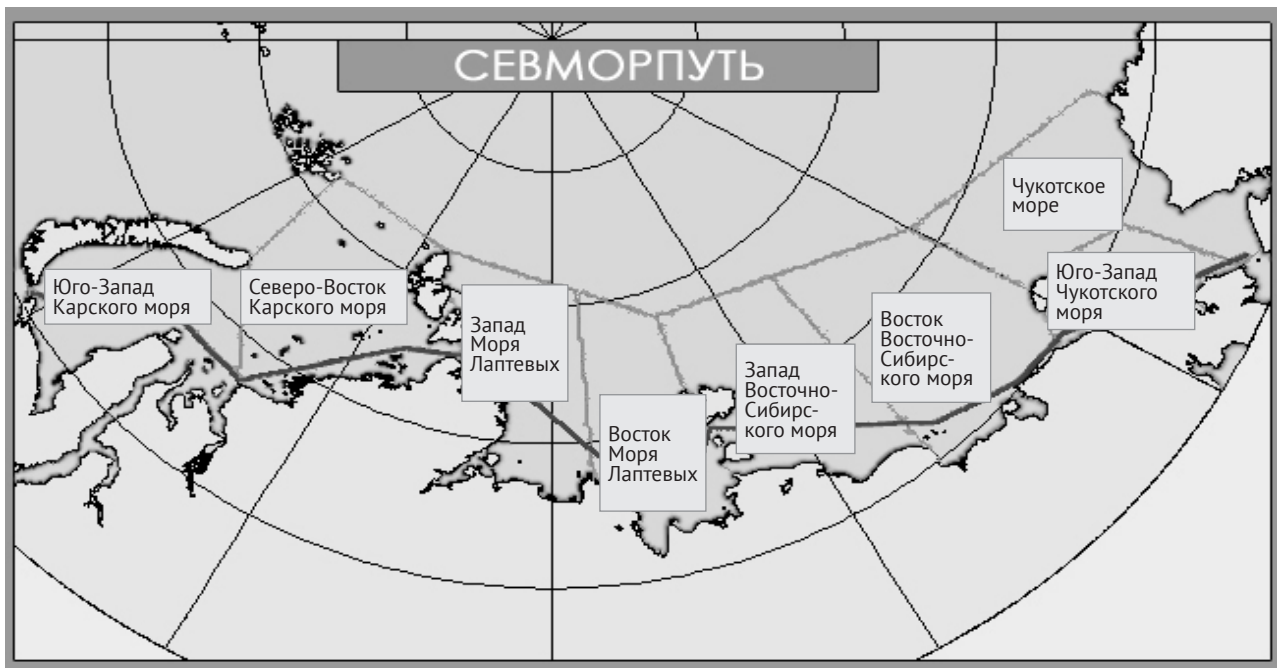 СЕВМОРПУТЬ
Чукотское
море
Юго-Запад
Карского моря
Северо-Восток
Карского моря
Запад
Моря
Лаптевых
Восток
Моря
Лаптевых
Запад
Восточно-
Сибирс-
кого моря
Восток
Восточно-
Сибирс-
кого моря
Юго-Запад
Чукотского
моря